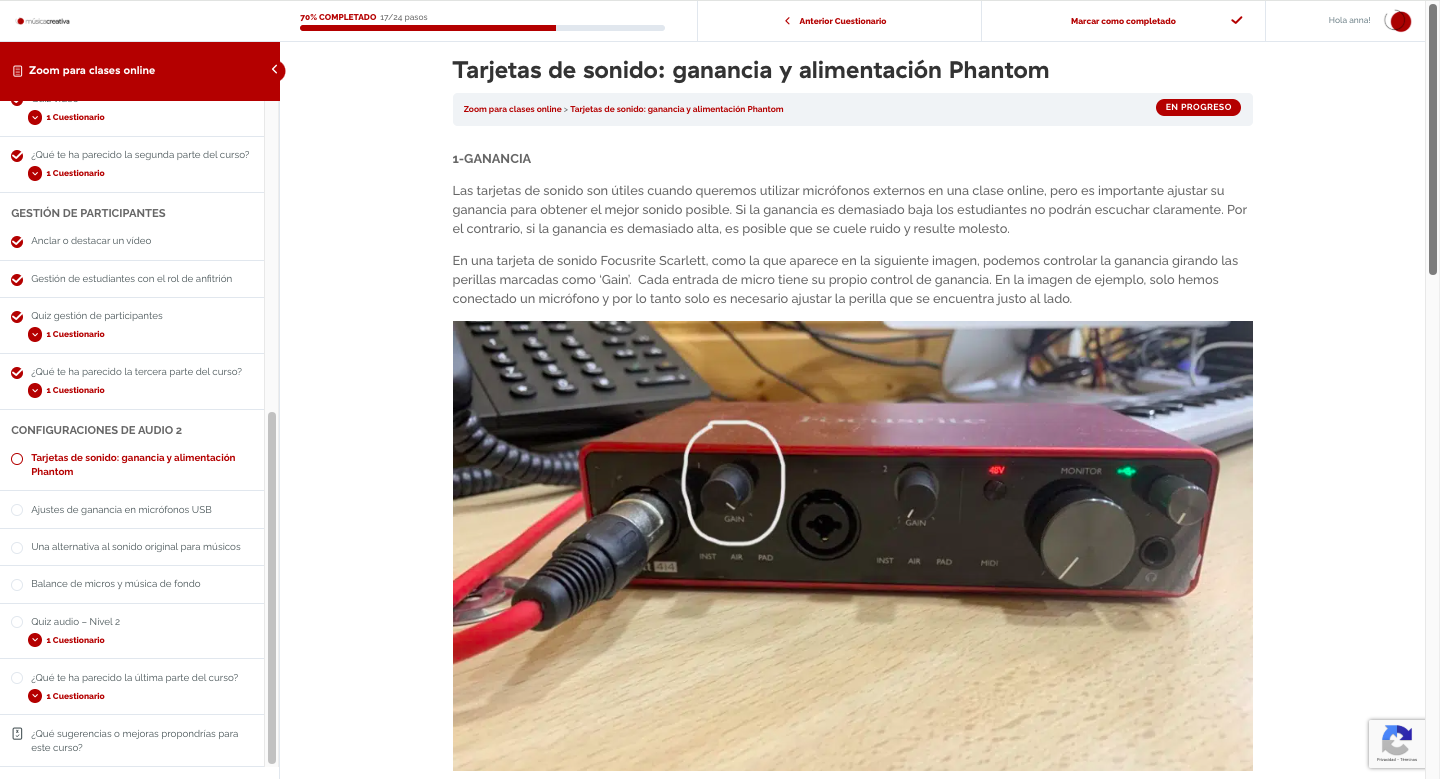 músicacreativa
70% COMPLETADO 17/24 pasos
Anterior Cuestionario
Marcar como completado
Hola anna!
Zoom para clases online
1 Cuestionario
¿Qué te ha parecido la segunda parte del curso?
1 Cuestionario
GESTIÓN DE PARTICIPANTES
Anclar o destacar un vídeo
Gestión de estudiantes con el rol de anfitrión
Quiz gestión de participantes
1 Cuestionario
¿Qué te ha parecido la tercera parte del curso?
1 Cuestionario
CONFIGURACIONES DE AUDIO 2
Tarjetas de sonido: ganancia y alimentación
Phantom
Ajustes de ganancia en micrófonos USB
Una alternativa al sonido original para músicos
Balance de micros y música de fondo
Quiz audio – Nivel 2
1 Cuestionario
¿Qué te ha parecido la última parte del curso?
1 Cuestionario
¿Qué sugerencias o mejoras propondrías para
este curso?
Tarjetas de sonido: ganancia y alimentación Phantom
Zoom para clases online > Tarjetas de sonido: ganancia y alimentación Phantom
EN PROGRESO
1-GANANCIA
Las tarjetas de sonido son útiles cuando queremos utilizar micrófonos externos en una clase online, pero es importante ajustar su
ganancia para obtener el mejor sonido posible. Si la ganancia es demasiado baja los estudiantes no podrán escuchar claramente. Por
el contrario, si la ganancia es demasiado alta, es posible que se cuele ruido y resulte molesto.
En una tarjeta de sonido Focusrite Scarlett, como la que aparece en la siguiente imagen, podemos controlar la ganancia girando las
perillas marcadas como ‘Gain’. Cada entrada de micro tiene su propio control de ganancia. En la imagen de ejemplo, solo hemos
conectado un micrófono y por lo tanto solo es necesario ajustar la perilla que se encuentra justo al lado.
Focusrite
2 48V MONITOR
GAIN GAIN
INST AIR PAD INST AIR PAD MIDI
4i4
Privacidad - Términos